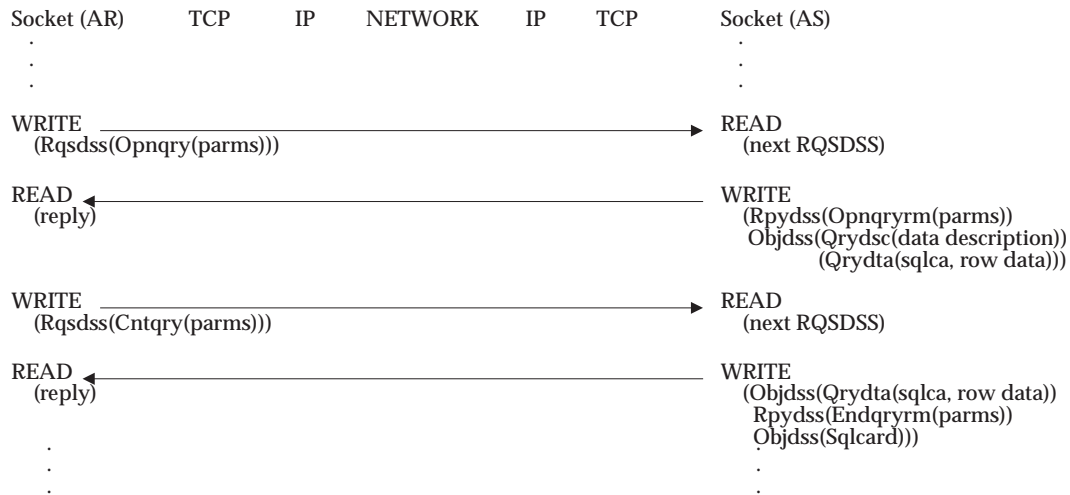 Socket (AR) TCP IP NETWORK IP TCP Socket (AS)
. .
. .
. .
WRITE READ
(Rqsdss(Opnqry(parms))) (next RQSDSS)
READ WRITE
(reply) (Rpydss(Opnqryrm(parms))
Objdss(Qrydsc(data description))
(Qrydta(sqlca, row data)))
WRITE READ
(Rqsdss(Cntqry(parms))) (next RQSDSS)
READ WRITE
(reply) (Objdss(Qrydta(sqlca, row data))
Rpydss(Endqryrm(parms))
Objdss(Sqlcard)))
. .
. .
. .